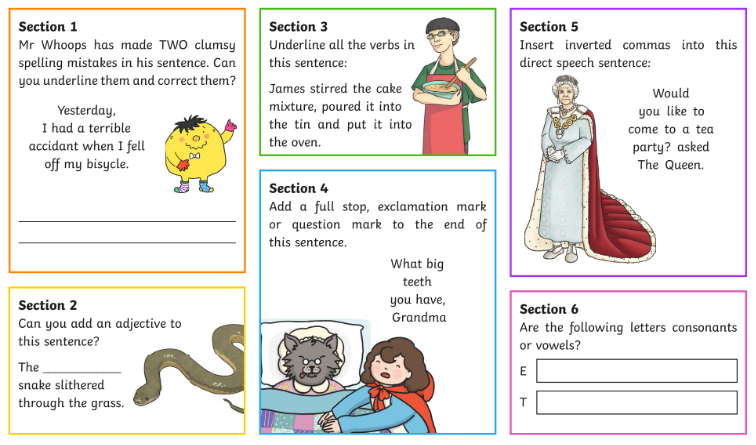 Section 1
Mr Whoops has made TWO clumsy
spelling mistakes in his sentence. Can
you underline them and correct them?
Yesterday,
I had a terrible
accidant when I fell
off my bisycle.
Section 2
Can you add an adjective to
this sentence?
The ____________
snake slithered
through the grass.
Section 3
Underline all the verbs in
this sentence:
James stirred the cake
mixture, poured it into
the tin and put it into
the oven.
Section 4
Add a full stop, exclamation mark
or question mark to the end of
this sentence.
What big
teeth
you have,
Grandma
Section 5
Insert inverted commas into this
direct speech sentence:
Would
you like to
come to a tea
party? asked
The Queen.
Section 6
Are the following letters consonants
or vowels?
E
T